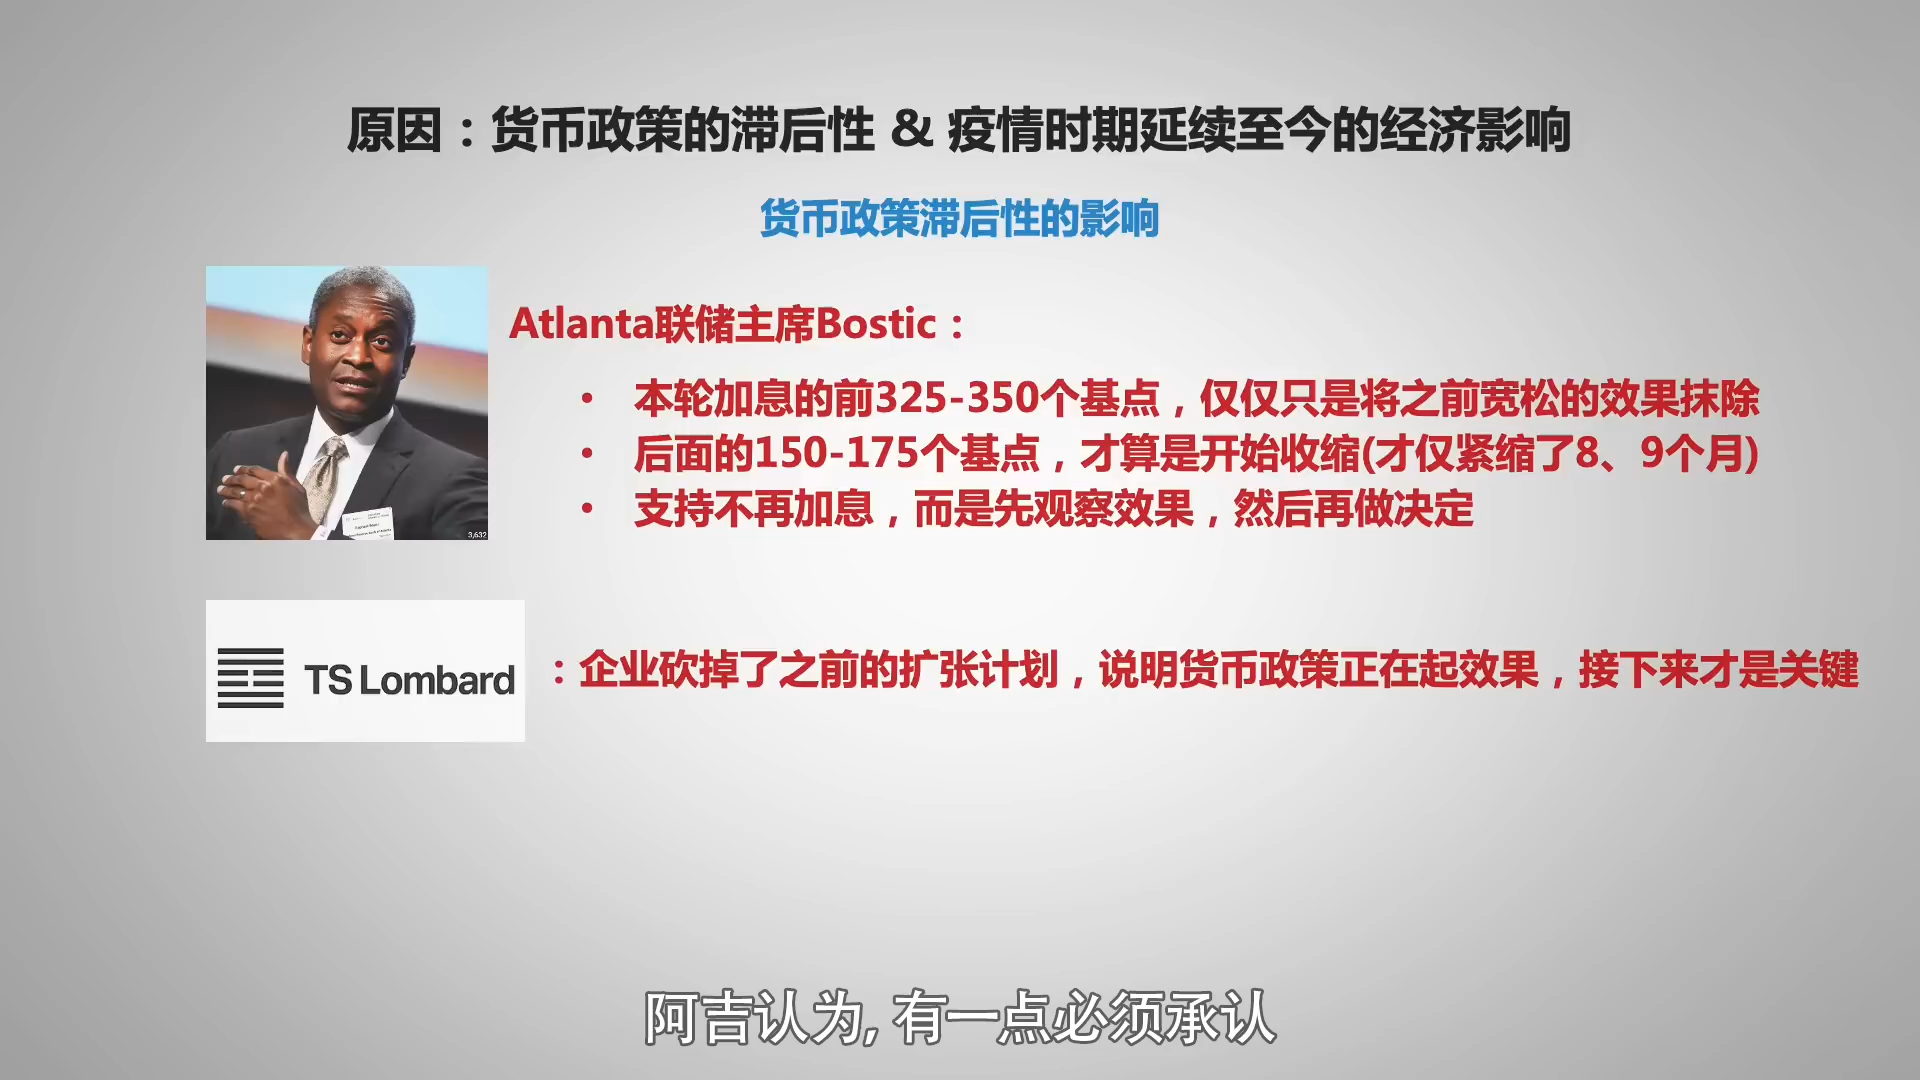 原因：货币政策的滞后性 & 疫情时期延续至今的经济影响
货币政策滞后性的影响
Atlanta联储主席Bostic：
• 本轮加息的前325-350个基点，仅仅只是将之前宽松的效果抹除
• 后面的150-175个基点，才算是开始收缩(才仅紧缩了8、9个月)
• 支持不再加息，而是先观察效果，然后再做决定
3,632
TS Lombard
：企业砍掉了之前的扩张计划，说明货币政策正在起效果，接下来才是关键
阿吉认为, 有一点必须承认